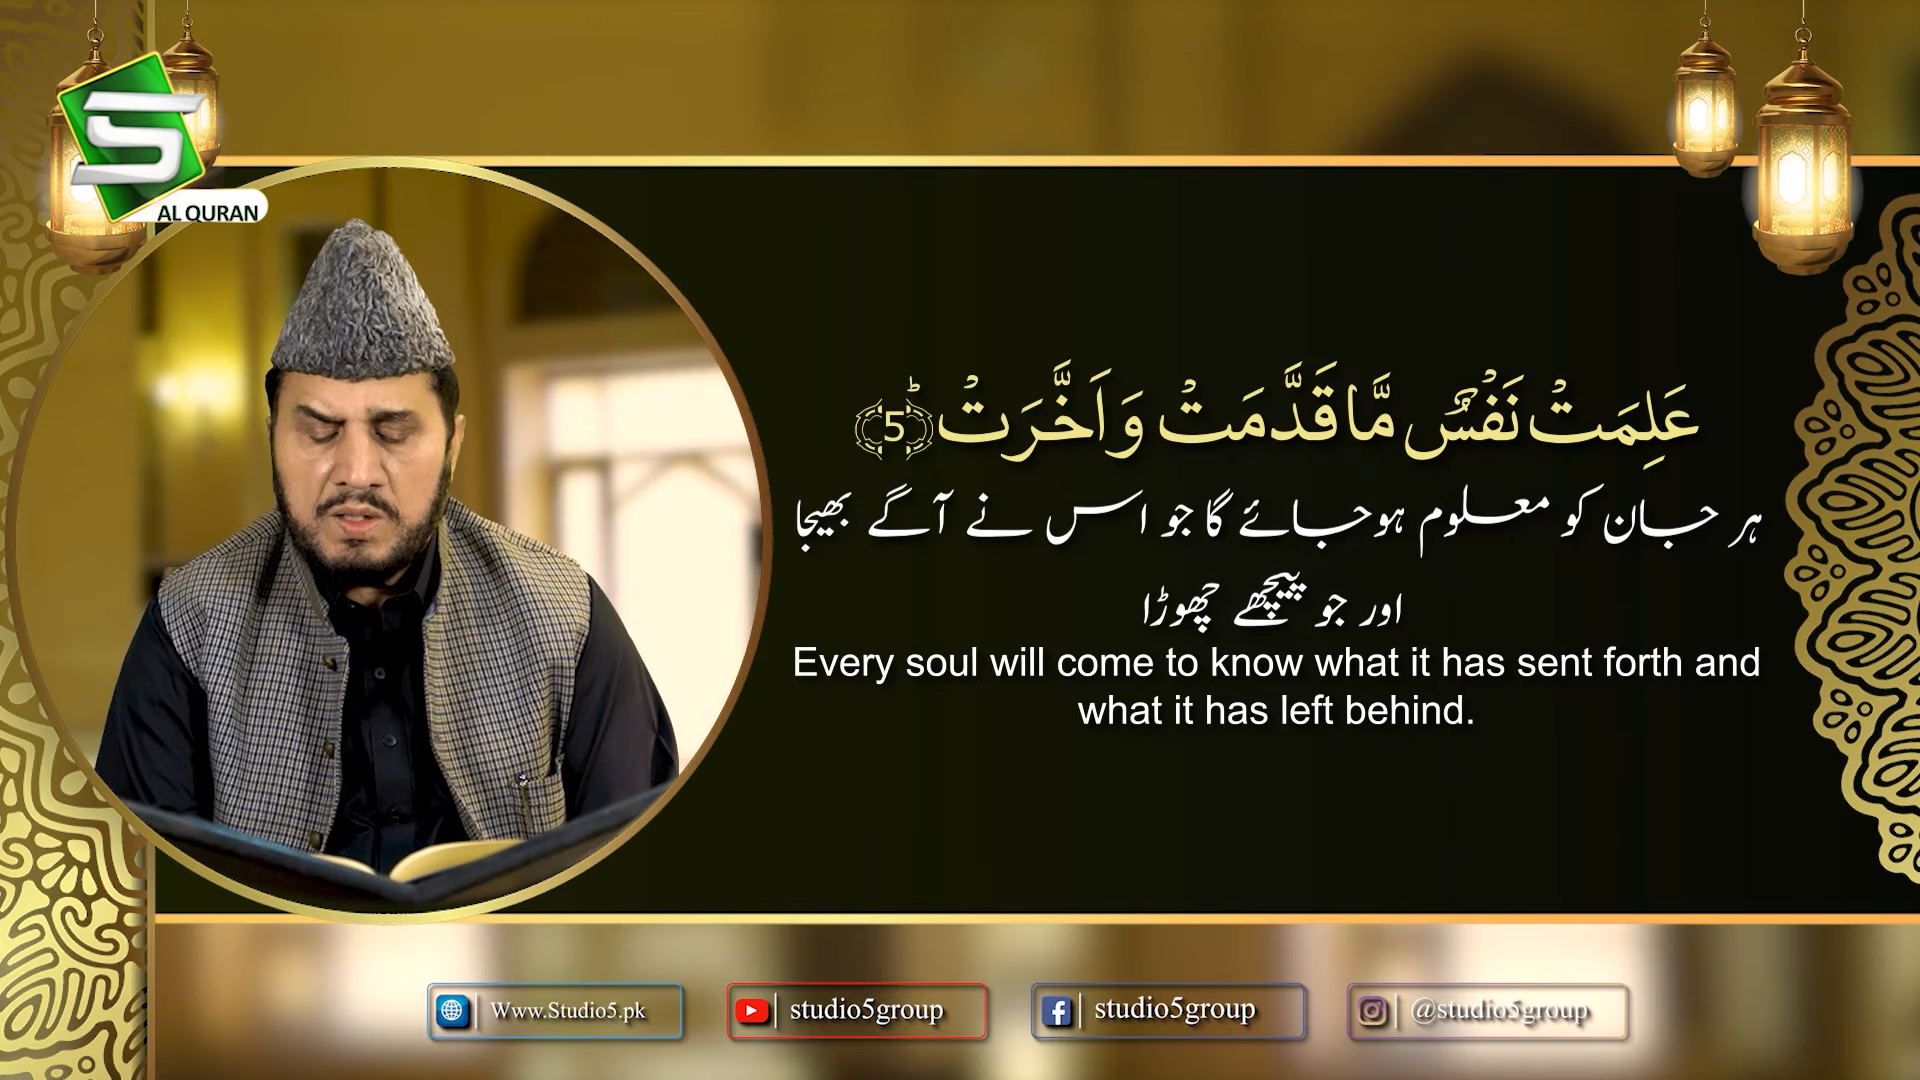 S
AL QURAN
عَلِمَتۡ نَفۡسٌ مَّا قَدَّمَتۡ وَ اَخَّرَتۡ ؕ﴿5﴾
ہر جان کو معلوم ہوجائے گا جو اس نے آگے بھیجا
اور جو پیچھے چھوڑا
Every soul will come to know what it has sent forth and
what it has left behind.
Www.Studio5.pk
studio5group
studio5group
@studio5group